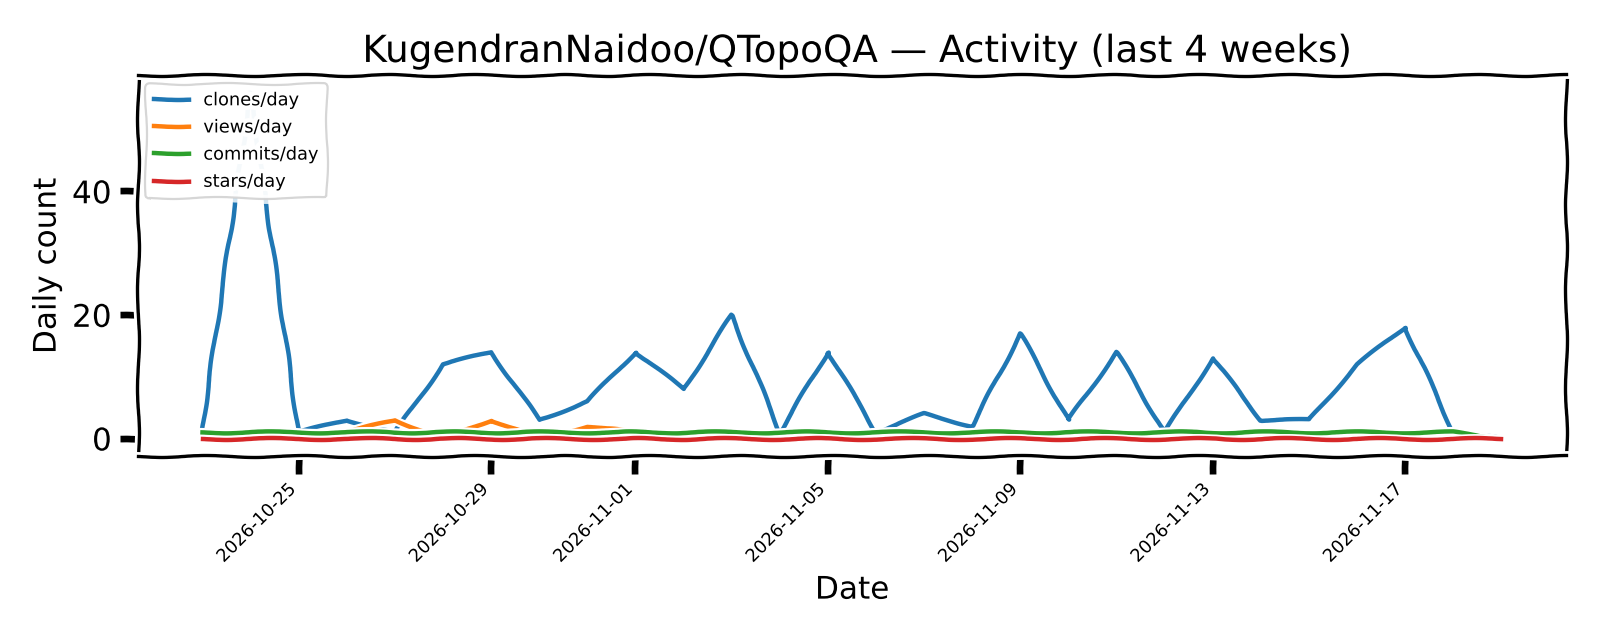 KugendranNaidoo/QTopoQA — Activity (last 4 weeks)
clones/day
views/day
commits/day
stars/day
Daily count
40
20
0
2026-10-25
2026-10-29
2026-11-01
2026-11-05
2026-11-09
2026-11-13
2026-11-17
Date